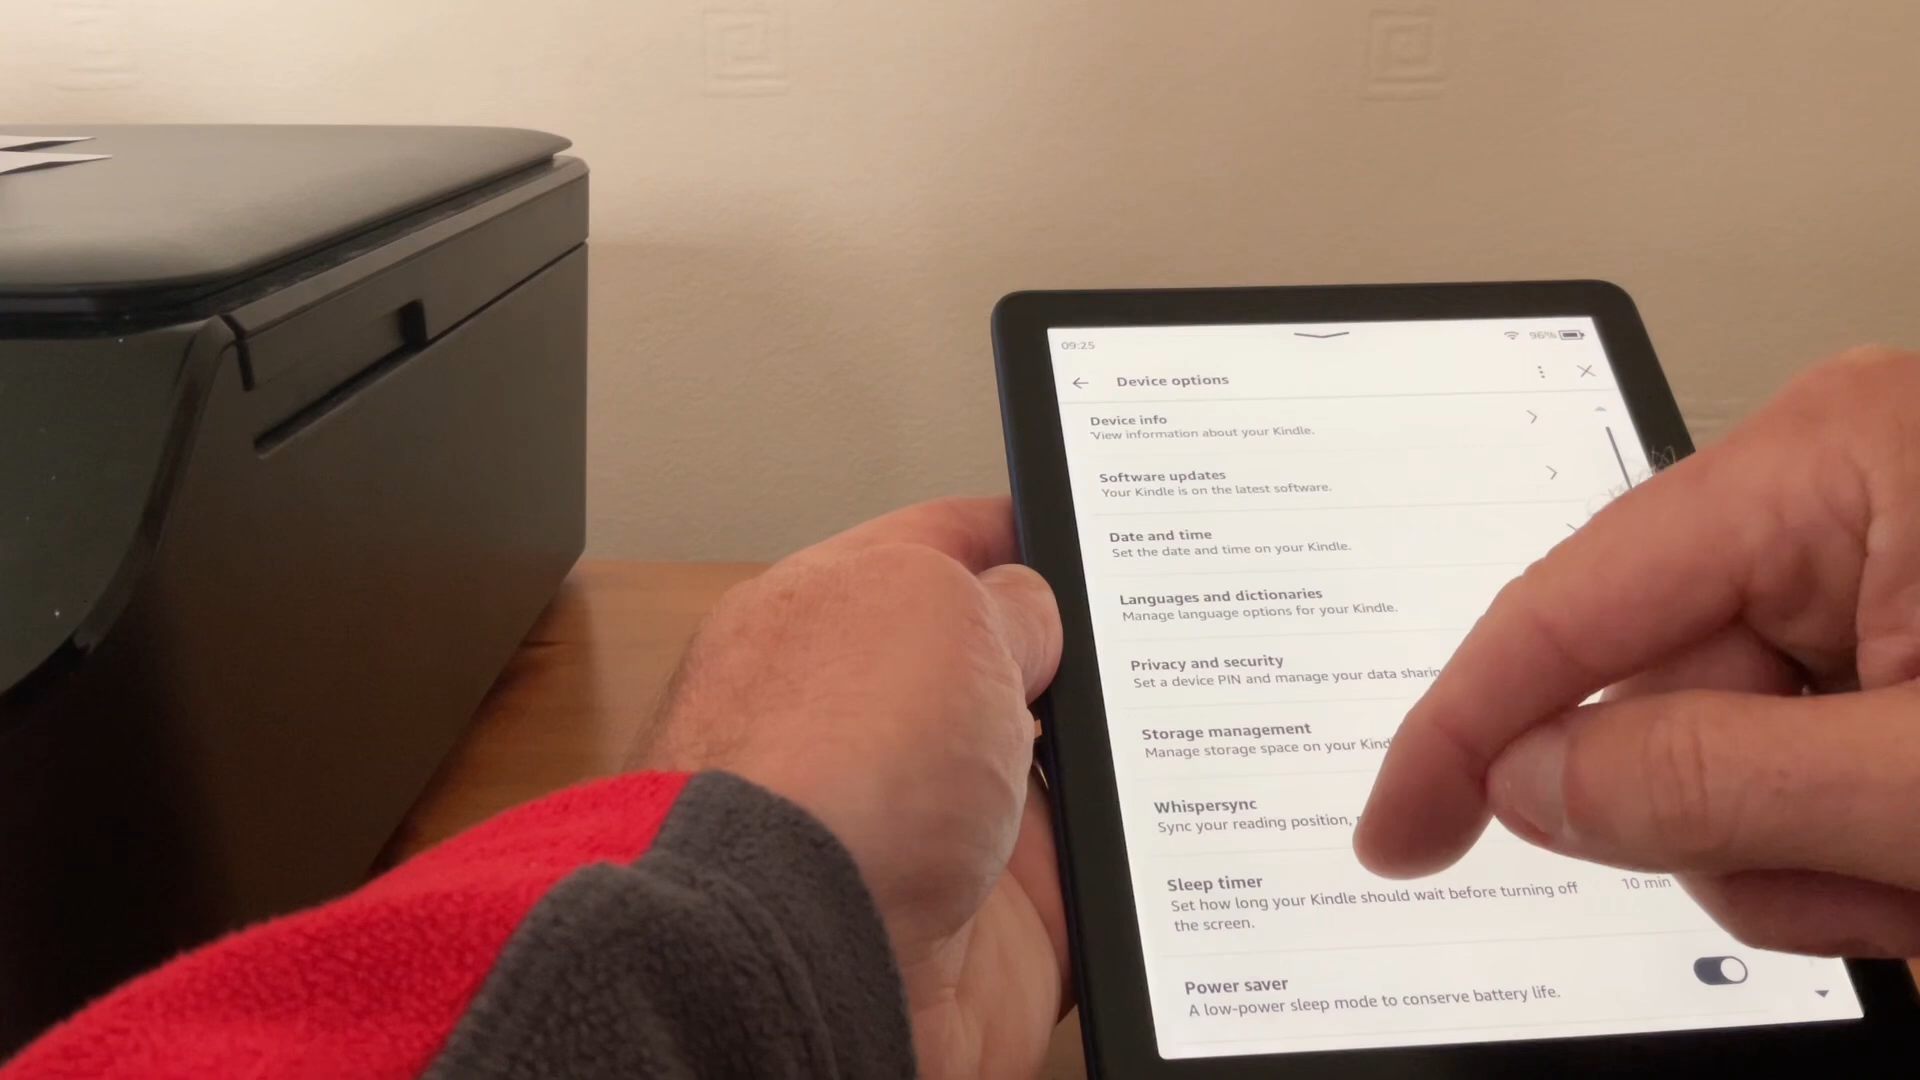 09:25
96%
Device options
Device info
View information about your Kindle.
Software updates
Your Kindle is on the latest software.
Date and time
Set the date and time on your Kindle.
Languages and dictionaries
Manage language options for your Kindle.
Privacy and security
Set a device PIN and manage your data
Storage management
Manage storage space on your
Whispersync
Sync your reading position,
Sleep timer
Set how long your Kindle should wait before turning off
the screen.
10 min
Power saver
A low-power sleep mode to conserve battery life.